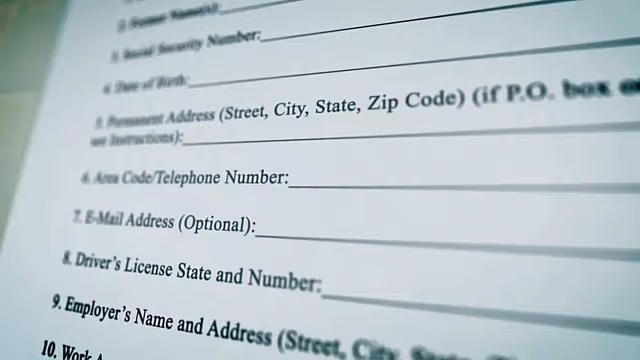 2. Former Name(s):
3. Social Security Number:
4. Date of Birth:
5. Permanent Address (Street, City, State, Zip Code) (if P.O. box
see Instructions):
6. Area Code/Telephone Number:
7. E-Mail Address (Optional):
8. Driver's License State and Number:
9. Employer's Name and Address (Street, City, State,
10. Work